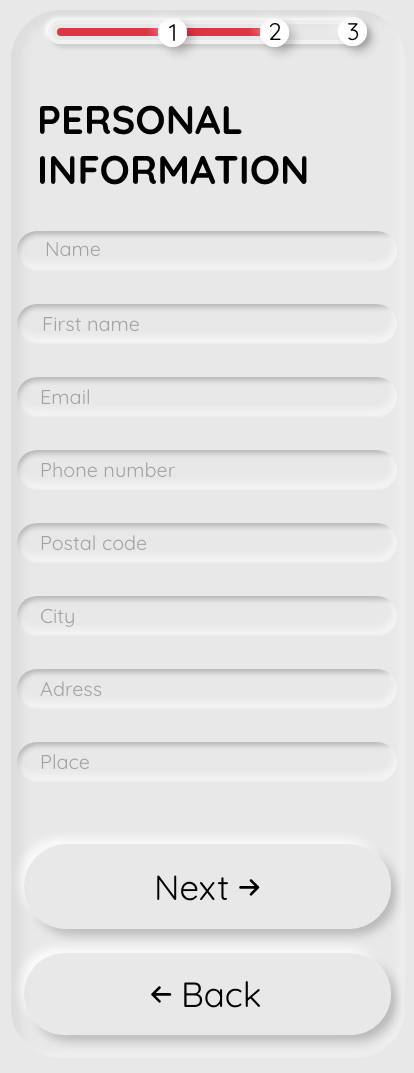 1 2 3
PERSONAL
INFORMATION
Name
First name
Email
Phone number
Postal code
City
Adress
Place
Next →
← Back